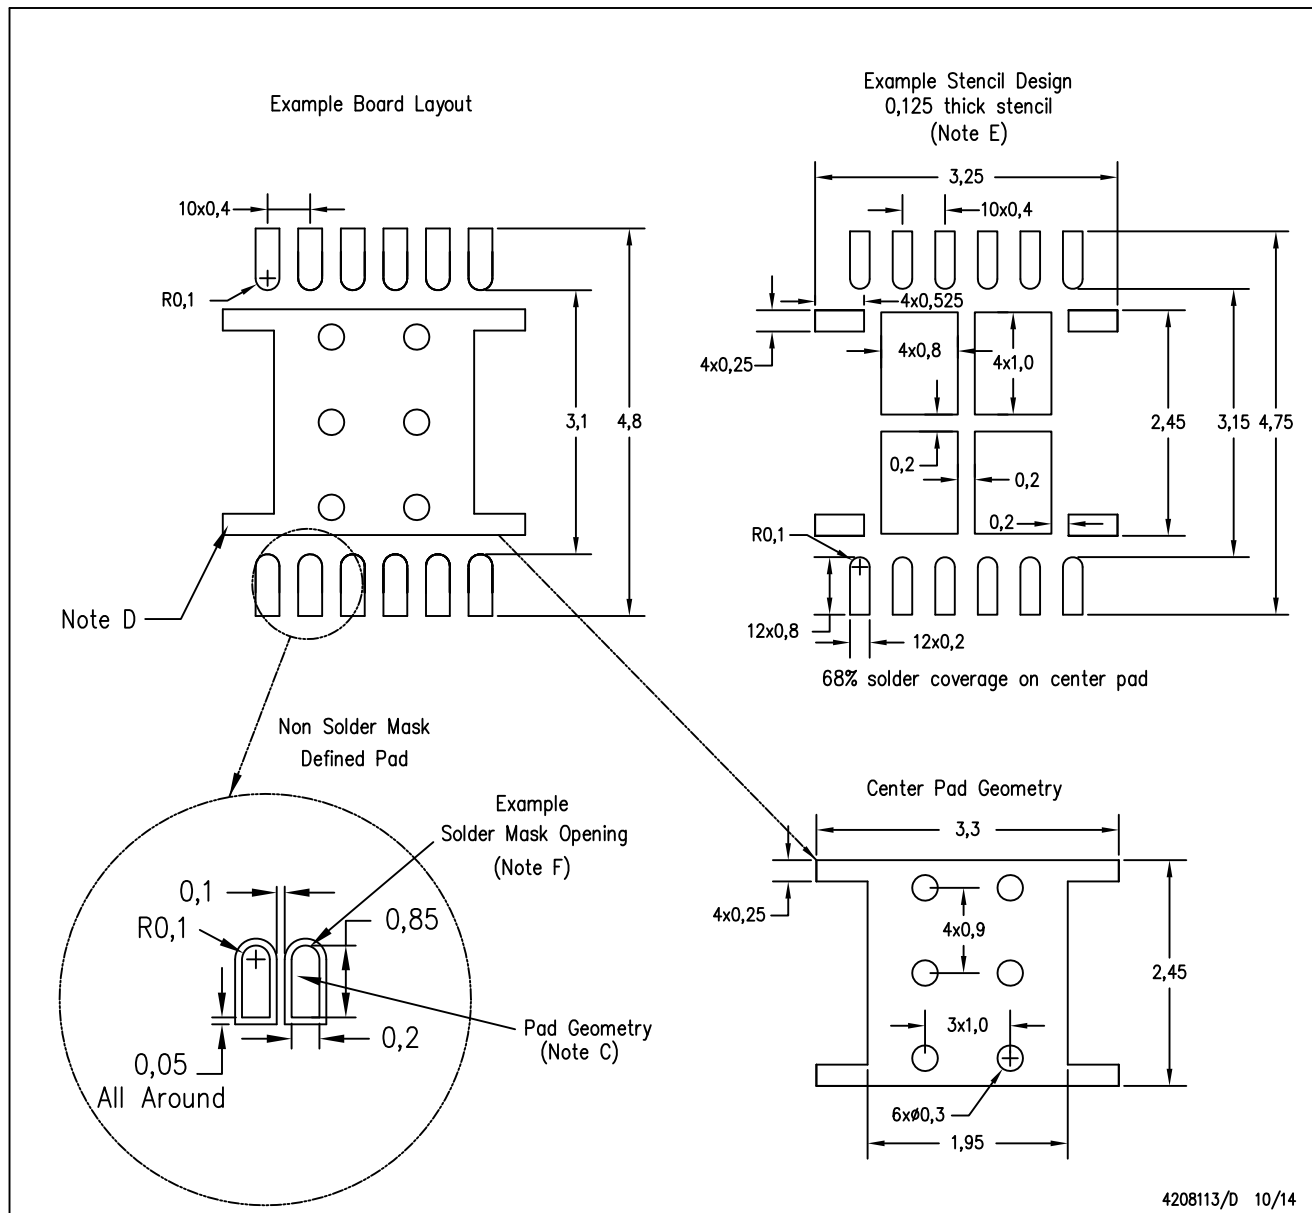 Example Board Layout
10x0,4
R0,1
3,1
4,8
Note D
Example Stencil Design
0,125 thick stencil
(Note E)
3,25
10x0,4
4x0,525
4x0,25
4x0,8
4x1,0
2,45
3,15
4,75
0,2
0,2
0,2
R0,1
12x0,8
12x0,2
68% solder coverage on center pad
Non Solder Mask
Defined Pad
Example
Solder Mask Opening
(Note F)
0,1
R0,1
0,85
Pad Geometry
(Note C)
0,2
0,05
All Around
Center Pad Geometry
3,3
4x0,25
4x0,9
2,45
3x1,0
6xø0,3
1,95
4208113/D 10/14